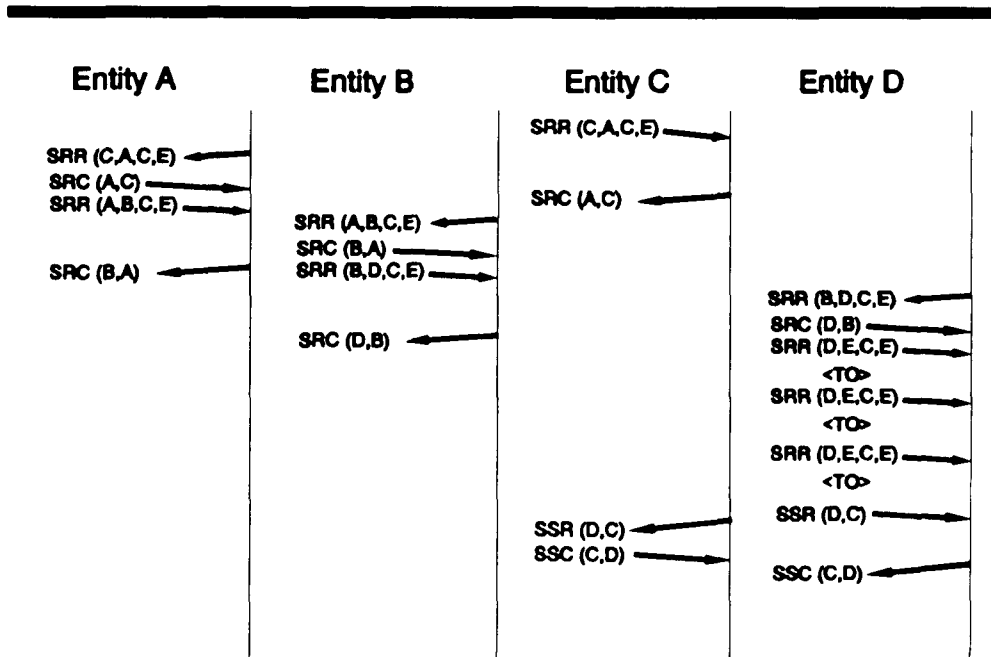 Entity A
SRR (C,A,C,E)
SRC (A,C)
SRR (A,B,C,E)
SRC (B,A)
Entity B
SRR (A,B,C,E)
SRC (B,A)
SRR (B,D,C,E)
SRC (D,B)
Entity C
SRR (C,A,C,E)
SRC (A,C)
SSR (D,C)
SSC (C,D)
Entity D
SRR (B,D,C,E)
SRC (D,B)
SRR (D,E,C,E)
<TO>
SRR (D,E,C,E)
<TO>
SRR (D,E,C,E)
<TO>
SSR (D,C)
SSC (C,D)